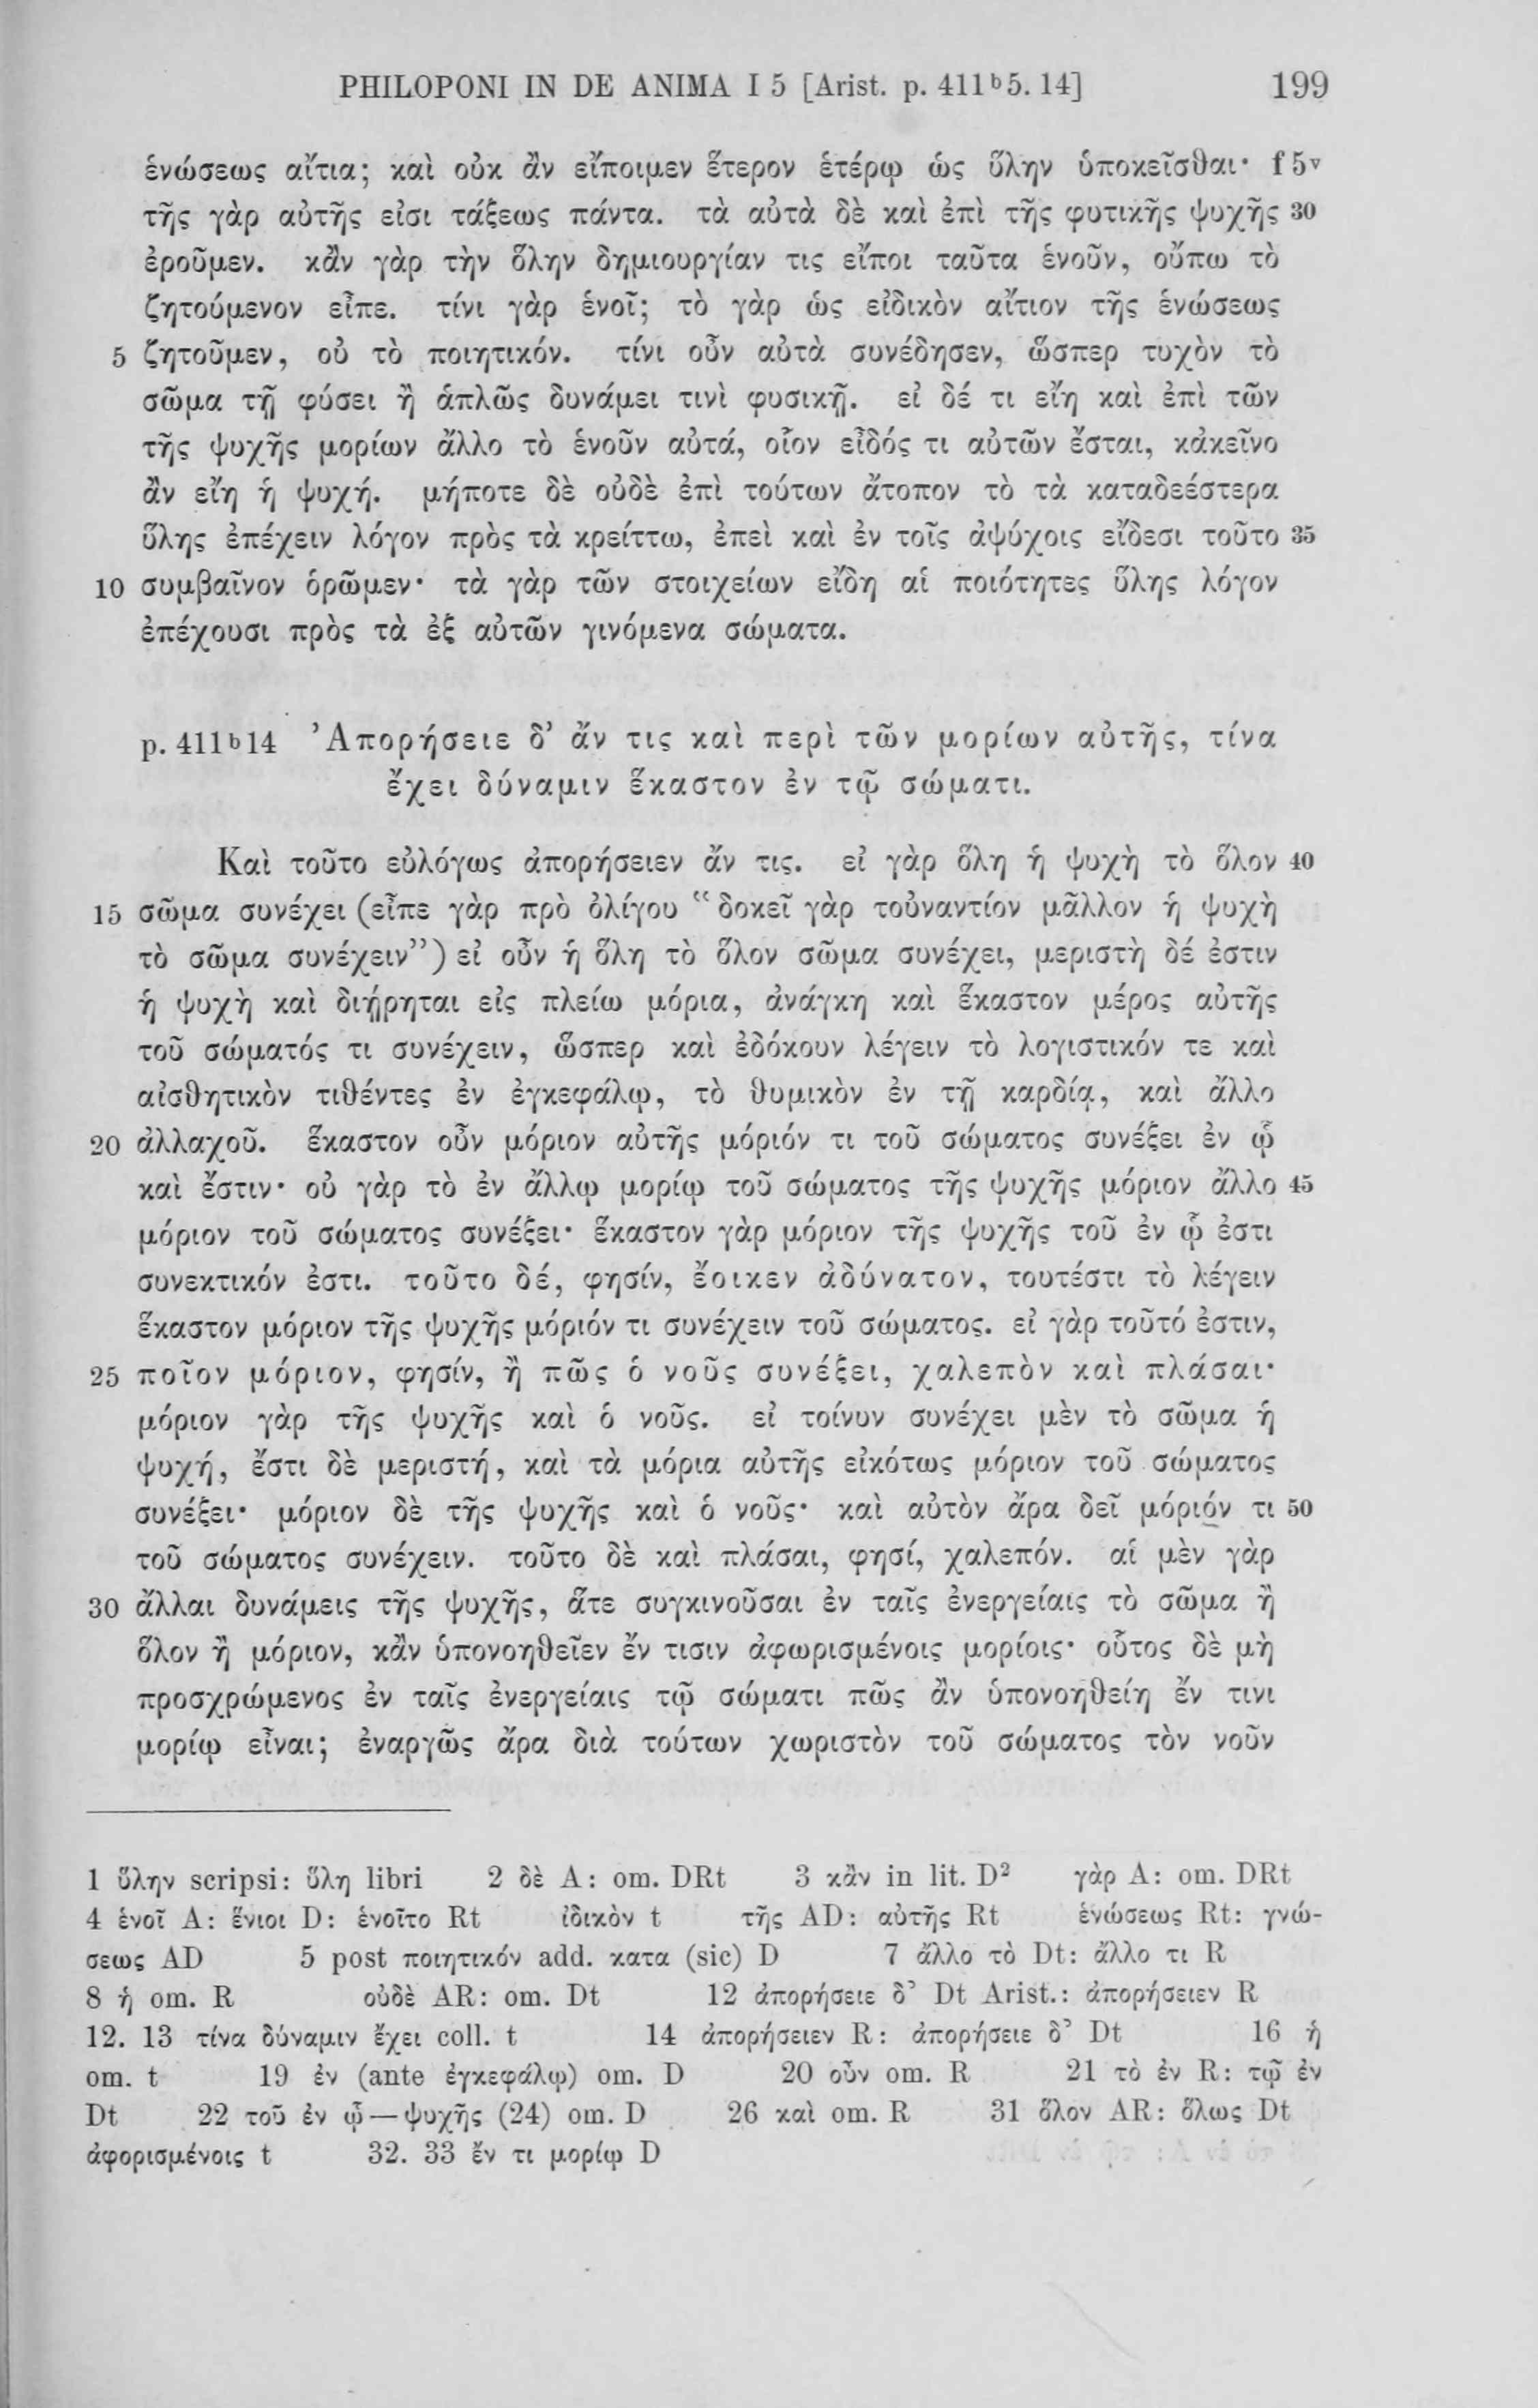 PHILOPONI IN DE ANIMA I 5 [Arist. p. 411ᵇ5. 14] 199
ἑνώσεως αἴτια; καὶ οὐκ ἂν εἴποιμεν ἕτερον ἑτέρῳ ὡς ὕλην ὑποκεῖσθαι· f 5ᵛ
τῆς γὰρ αὐτῆς εἰσι τάξεως πάντα. τὰ αὐτὰ δὲ καὶ ἐπὶ τῆς φυτικῆς ψυχῆς 30
ἐροῦμεν. κἂν γὰρ τὴν ὅλην δημιουργίαν τις εἴποι ταῦτα ἑνοῦν, οὔπω τὸ
ζητούμενον εἶπε. τίνι γὰρ ἑνοῖ; τὸ γὰρ ὡς εἰδικὸν αἴτιον τῆς ἑνώσεως
5 ζητοῦμεν, οὐ τὸ ποιητικόν. τίνι οὖν αὐτὰ συνέδησεν, ὥσπερ τυχὸν τὸ
σῶμα τῇ φύσει ἢ ἁπλῶς δυνάμει τινὶ φυσικῇ. εἰ δέ τι εἴη καὶ ἐπὶ τῶν
τῆς ψυχῆς μορίων ἄλλο τὸ ἑνοῦν αὐτά, οἷον εἶδός τι αὐτῶν ἔσται, κἀκεῖνο
ἂν εἴη ἡ ψυχή. μήποτε δὲ οὐδὲ ἐπὶ τούτων ἄτοπον τὸ τὰ καταδεέστερα
ὕλης ἐπέχειν λόγον πρὸς τὰ κρείττω, ἐπεὶ καὶ ἐν τοῖς ἀψύχοις εἴδεσι τοῦτο 35
10 συμβαῖνον ὁρῶμεν· τὰ γὰρ τῶν στοιχείων εἴδη αἱ ποιότητες ὕλης λόγον
ἐπέχουσι πρὸς τὰ ἐξ αὐτῶν γινόμενα σώματα.
p. 411ᵇ14 Ἀπορήσειε δ’ ἄν τις καὶ περὶ τῶν μορίων αὐτῆς, τίνα
ἔχει δύναμιν ἕκαστον ἐν τῷ σώματι.
Καὶ τοῦτο εὐλόγως ἀπορήσειεν ἄν τις. εἰ γὰρ ὅλη ἡ ψυχὴ τὸ ὅλον 40
15 σῶμα συνέχει (εἶπε γὰρ πρὸ ὀλίγου “δοκεῖ γὰρ τοὐναντίον μᾶλλον ἡ ψυχὴ
τὸ σῶμα συνέχειν”) εἰ οὖν ἡ ὅλη τὸ ὅλον σῶμα συνέχει, μεριστὴ δέ ἐστιν
ἡ ψυχὴ καὶ διῄρηται εἰς πλείω μόρια, ἀνάγκη καὶ ἕκαστον μέρος αὐτῆς
τοῦ σώματός τι συνέχειν, ὥσπερ καὶ ἐδόκουν λέγειν τὸ λογιστικόν τε καὶ
αἰσθητικὸν τιθέντες ἐν ἐγκεφάλῳ, τὸ θυμικὸν ἐν τῇ καρδίᾳ, καὶ ἄλλο
20 ἀλλαχοῦ. ἕκαστον οὖν μόριον αὐτῆς μόριόν τι τοῦ σώματος συνέξει ἐν ᾧ
καὶ ἔστιν· οὐ γὰρ τὸ ἐν ἄλλῳ μορίῳ τοῦ σώματος τῆς ψυχῆς μόριον ἄλλο 45
μόριον τοῦ σώματος συνέξει· ἕκαστον γὰρ μόριον τῆς ψυχῆς τοῦ ἐν ᾧ ἐστι
συνεκτικόν ἐστι. τοῦτο δέ, φησίν, ἔοικεν ἀδύνατον, τουτέστι τὸ λέγειν
ἕκαστον μόριον τῆς ψυχῆς μόριόν τι συνέχειν τοῦ σώματος. εἰ γὰρ τοῦτό ἐστιν,
25 ποῖον μόριον, φησίν, ἢ πῶς ὁ νοῦς συνέξει, χαλεπὸν καὶ πλάσαι·
μόριον γὰρ τῆς ψυχῆς καὶ ὁ νοῦς. εἰ τοίνυν συνέχει μὲν τὸ σῶμα ἡ
ψυχή, ἔστι δὲ μεριστή, καὶ τὰ μόρια αὐτῆς εἰκότως μόριον τοῦ σώματος
συνέξει· μόριον δὲ τῆς ψυχῆς καὶ ὁ νοῦς· καὶ αὐτὸν ἄρα δεῖ μόριόν τι 50
τοῦ σώματος συνέχειν. τοῦτο δὲ καὶ πλάσαι, φησί, χαλεπόν. αἱ μὲν γὰρ
30 ἄλλαι δυνάμεις τῆς ψυχῆς, ἅτε συγκινοῦσαι ἐν ταῖς ἐνεργείαις τὸ σῶμα ἢ
ὅλον ἢ μόριον, κἂν ὑπονοηθεῖεν ἔν τισιν ἀφωρισμένοις μορίοις· οὗτος δὲ μὴ
προσχρώμενος ἐν ταῖς ἐνεργείαις τῷ σώματι πῶς ἂν ὑπονοηθείη ἔν τινι
μορίῳ εἶναι; ἐναργῶς ἄρα διὰ τούτων χωριστὸν τοῦ σώματος τὸν νοῦν
1 ὕλην scripsi: ὕλη libri 2 δὲ A: om. DRt 3 κἂν in lit. D² γὰρ A: om. DRt
4 ἑνοῖ A: ἔνιοι D: ἑνοῖτο Rt ἰδικὸν t τῆς AD: αὐτῆς Rt ἑνώσεως Rt: γνώ-
σεως AD 5 post ποιητικόν add. κατα (sic) D 7 ἄλλο τὸ Dt: ἄλλο τι R
8 ἡ om. R οὐδὲ AR: om. Dt 12 ἀπορήσειε δ’ Dt Arist.: ἀπορήσειεν R
12. 13 τίνα δύναμιν ἔχει coll. t 14 ἀπορήσειεν R: ἀπορήσειε δ’ Dt 16 ἡ
om. t 19 ἐν (ante ἐγκεφάλῳ) om. D 20 οὖν om. R 21 τὸ ἐν R: τῷ ἐν
Dt 22 τοῦ ἐν ᾧ — ψυχῆς (24) om. D 26 καὶ om. R 31 ὅλον AR: ὅλως Dt
ἀφορισμένοις t 32. 33 ἔν τι μορίῳ D